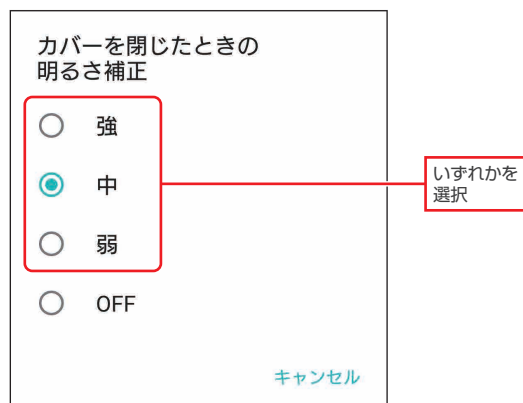 カバーを閉じたときの
明るさ補正
強
中
いずれかを
選択
弱
OFF
キャンセル